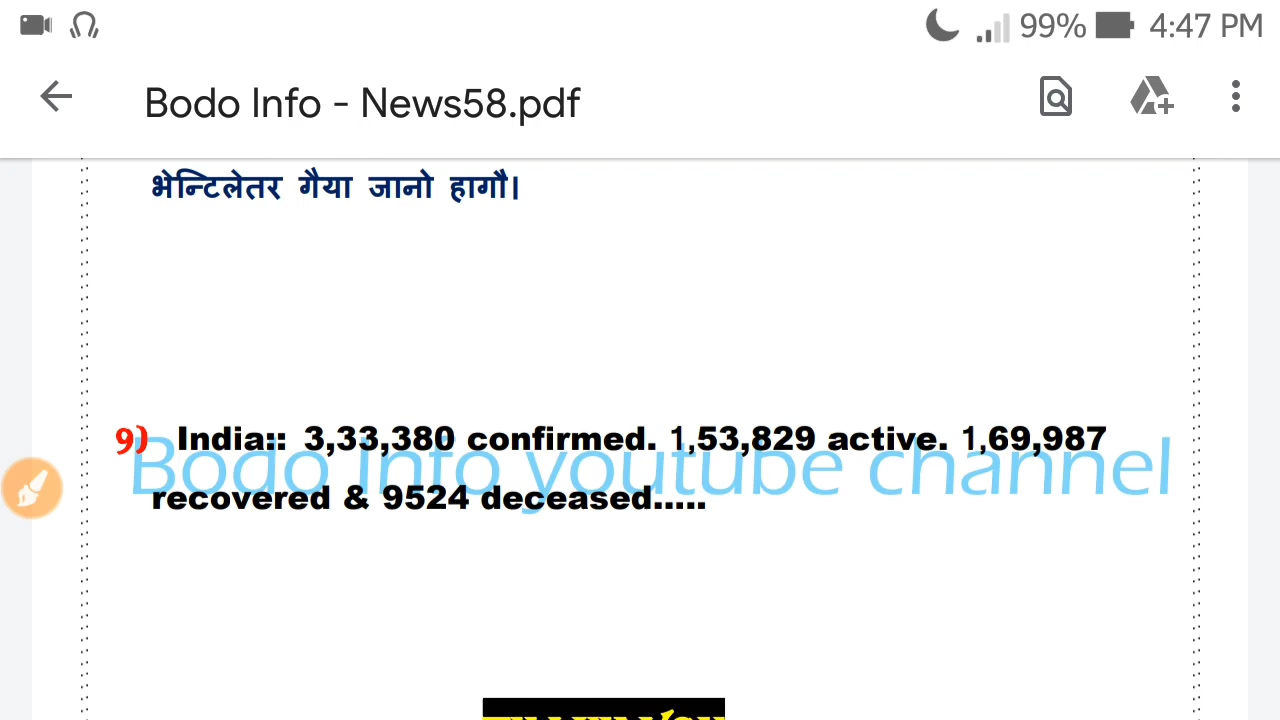 99% 4:47 PM
Bodo Info - News58.pdf
भेन्टिलेतर गैया जानो हागौ।
9) India:: 3,33,380 confirmed. 1,53,829 active. 1,69,987
Bodo Info youtube channel
recovered & 9524 deceased.....